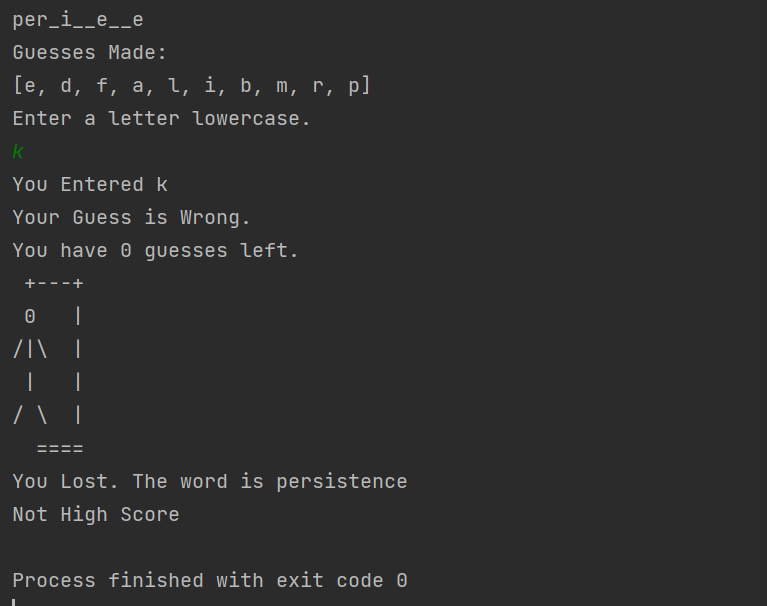 per_i__e__e
Guesses Made:
[e, d, f, a, l, i, b, m, r, p]
Enter a letter lowercase.
k
You Entered k
Your Guess is Wrong.
You have 0 guesses left.
 +---+
 0   |
/|\  |
 |   |
/ \  |
  ====
You Lost. The word is persistence
Not High Score

Process finished with exit code 0